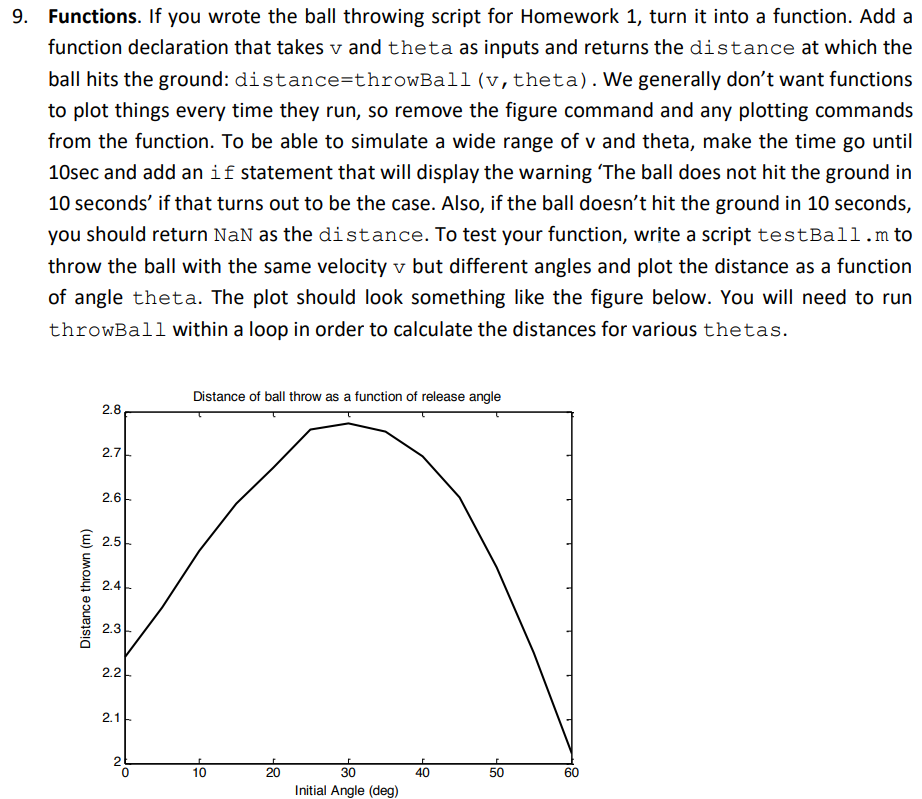 9. Functions. If you wrote the ball throwing script for Homework 1, turn it into a function. Add a
function declaration that takes v and theta as inputs and returns the distance at which the
ball hits the ground: distance=throwBall(v,theta). We generally don’t want functions
to plot things every time they run, so remove the figure command and any plotting commands
from the function. To be able to simulate a wide range of v and theta, make the time go until
10sec and add an if statement that will display the warning ‘The ball does not hit the ground in
10 seconds’ if that turns out to be the case. Also, if the ball doesn’t hit the ground in 10 seconds,
you should return NaN as the distance. To test your function, write a script testBall.m to
throw the ball with the same velocity v but different angles and plot the distance as a function
of angle theta. The plot should look something like the figure below. You will need to run
throwBall within a loop in order to calculate the distances for various thetas.
Distance of ball throw as a function of release angle
2.8
2.7
2.6
2.5
2.4
2.3
2.2
2.1
2
Distance thrown (m)
0 10 20 30 40 50 60
Initial Angle (deg)